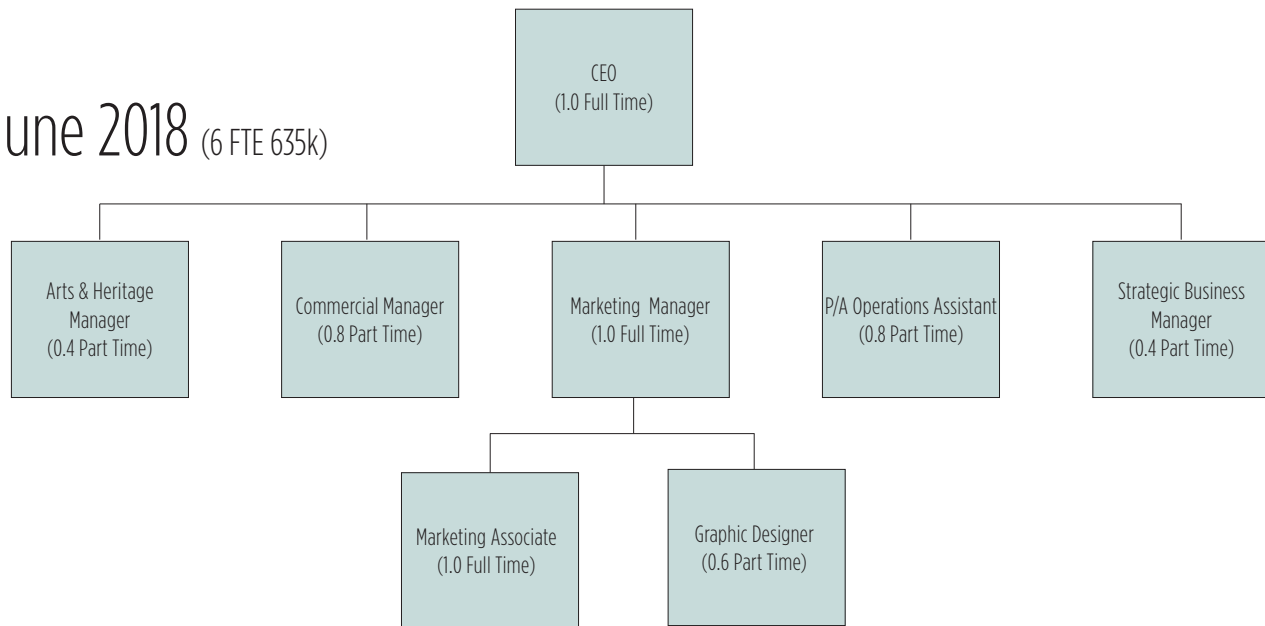 CEO
(1.0 Full Time)
une 2018 (6 FTE 635k)
Arts & Heritage
Manager
(0.4 Part Time)
Commercial Manager
(0.8 Part Time)
Marketing Manager
(1.0 Full Time)
P/A Operations Assistant
(0.8 Part Time)
Strategic Business
Manager
(0.4 Part Time)
Marketing Associate
(1.0 Full Time)
Graphic Designer
(0.6 Part Time)